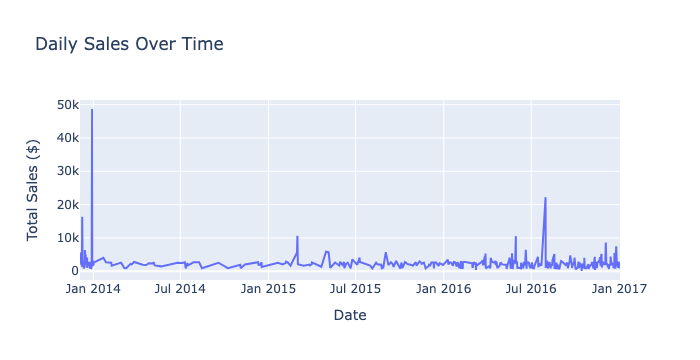 Daily Sales Over Time
50k
40k
30k
20k
10k
0
Total Sales ($)
Jan 2014 Jul 2014 Jan 2015 Jul 2015 Jan 2016 Jul 2016 Jan 2017
Date